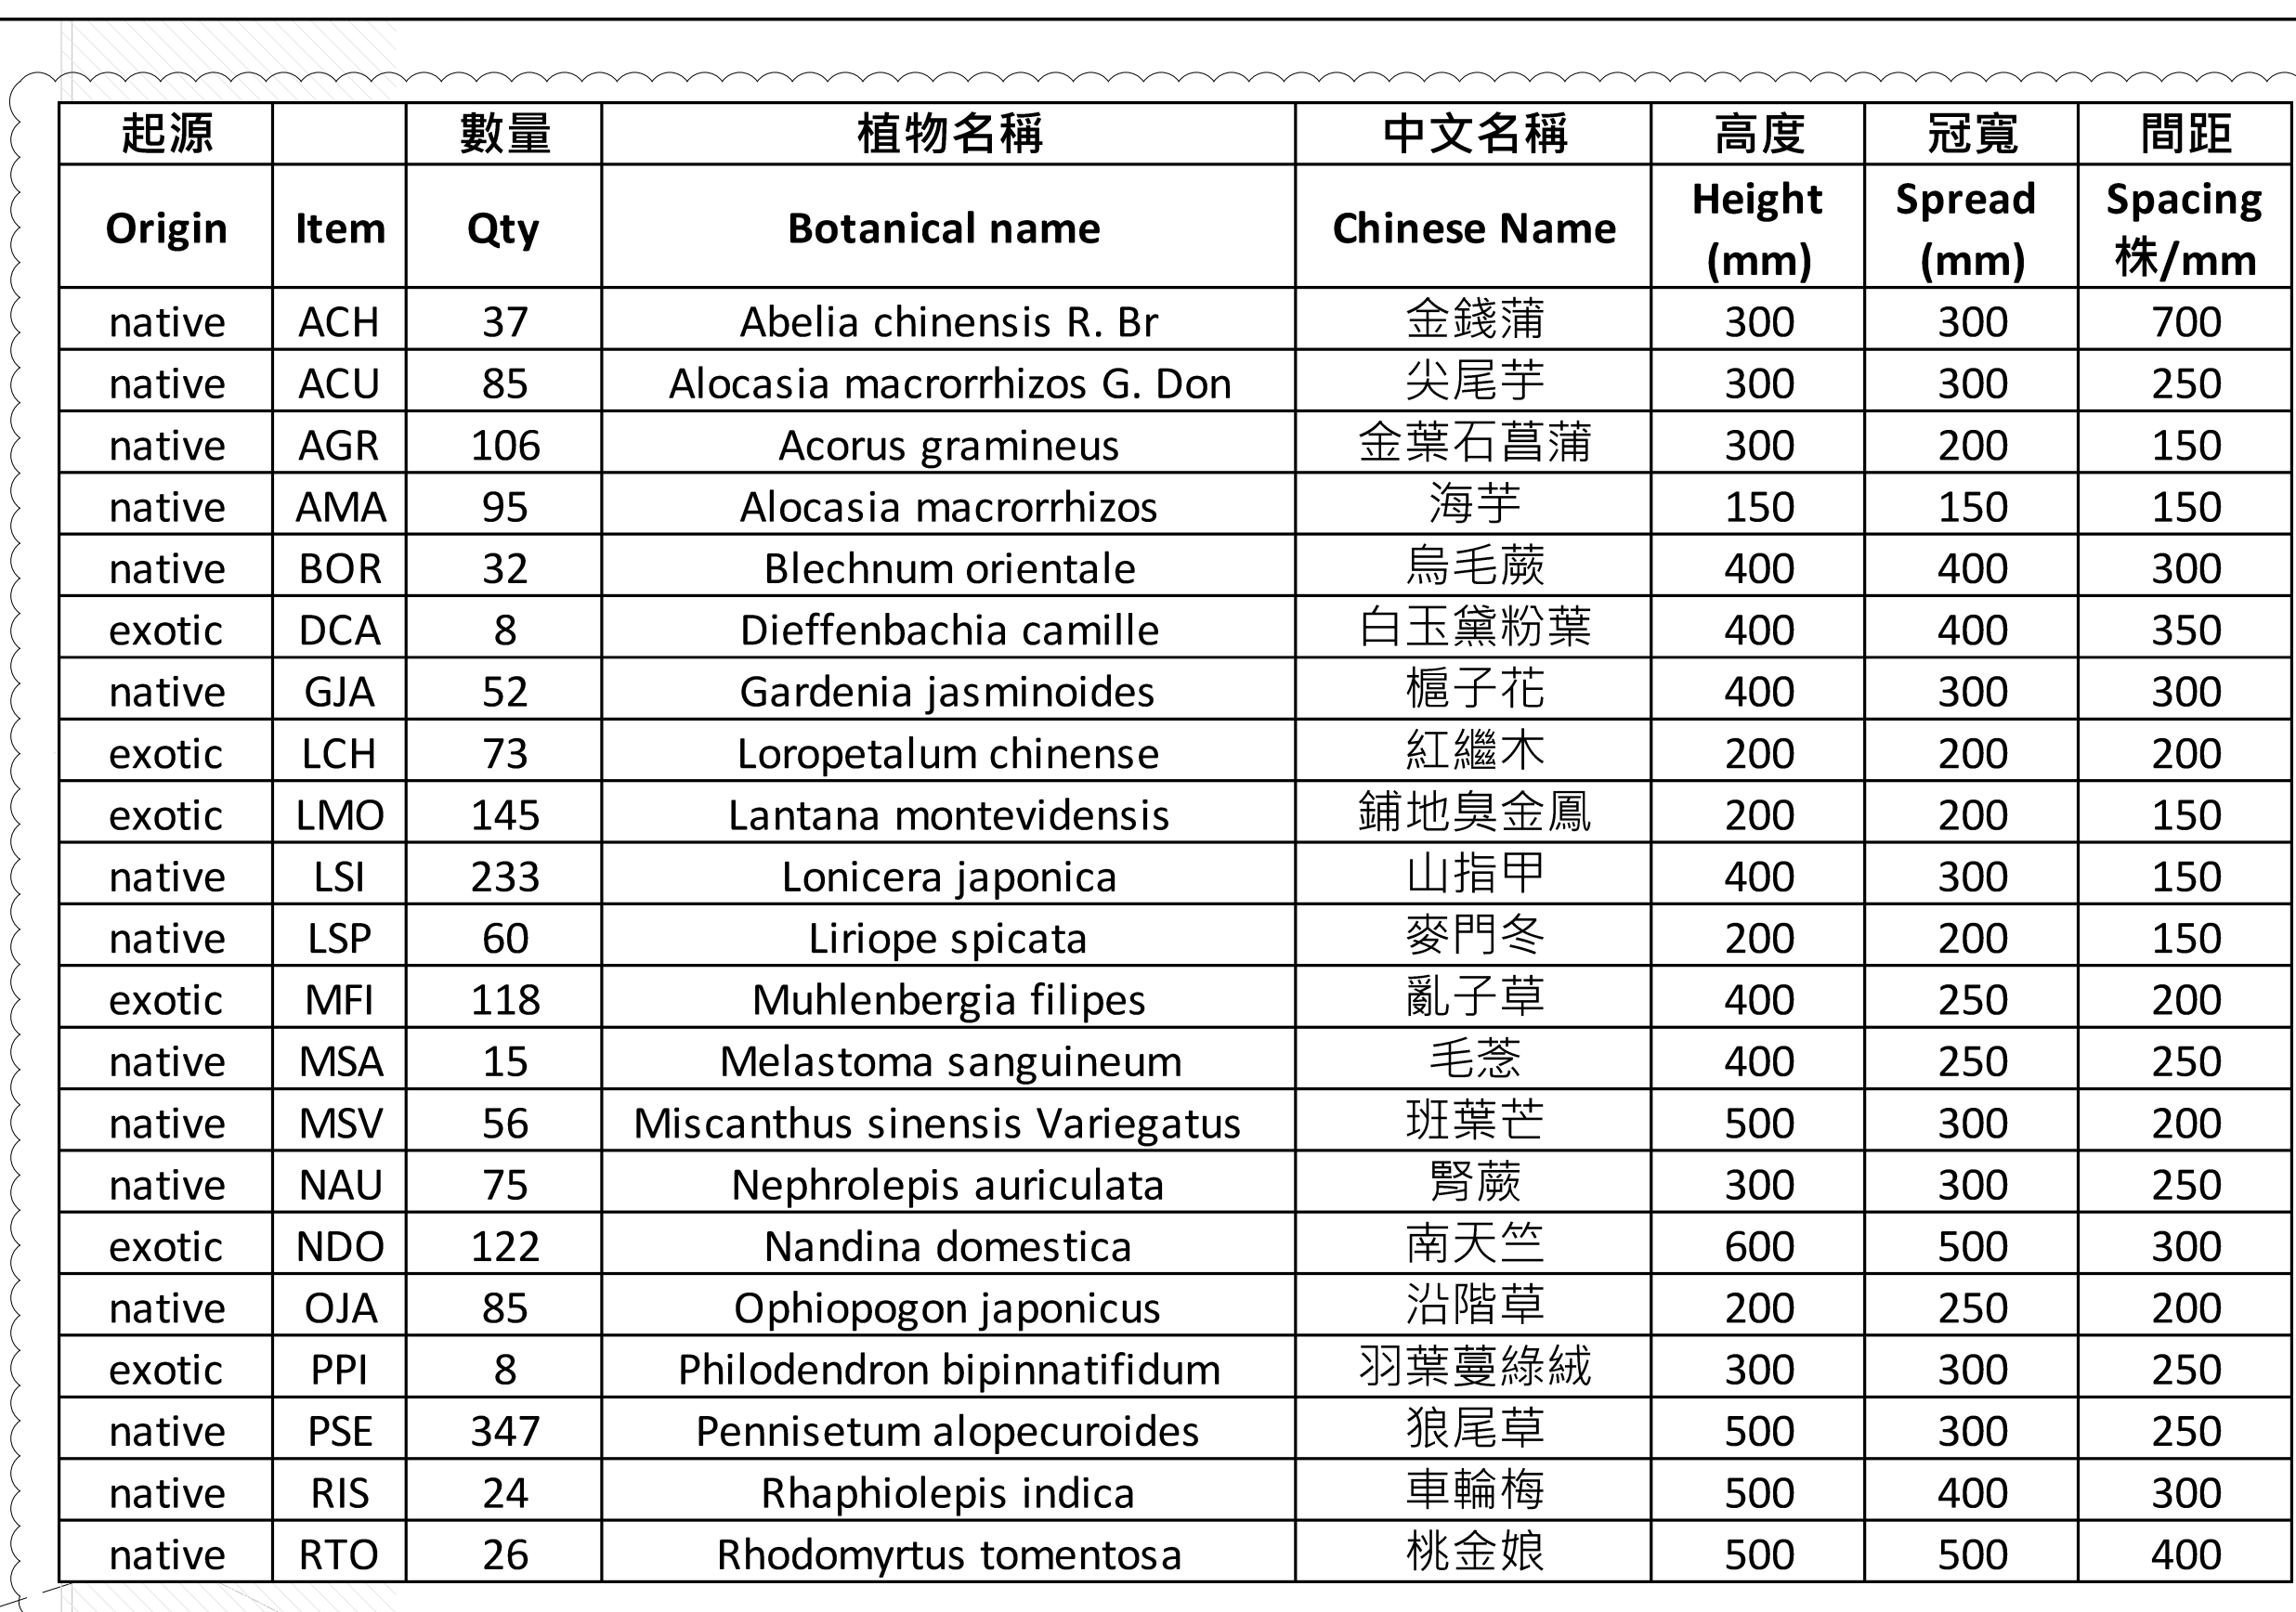 起源 數量 植物名稱 中文名稱 高度 冠寬 間距
Origin Item Qty Botanical name Chinese Name Height (mm) Spread (mm) Spacing 株/mm
native ACH 37 Abelia chinensis R. Br 金錢蒲 300 300 700
native ACU 85 Alocasia macrorrhizos G. Don 尖尾芋 300 300 250
native AGR 106 Acorus gramineus 金葉石菖蒲 300 200 150
native AMA 95 Alocasia macrorrhizos 海芋 150 150 150
native BOR 32 Blechnum orientale 烏毛蕨 400 400 300
exotic DCA 8 Dieffenbachia camille 白玉黛粉葉 400 400 350
native GJA 52 Gardenia jasminoides 槴子花 400 300 300
exotic LCH 73 Loropetalum chinense 紅繼木 200 200 200
exotic LMO 145 Lantana montevidensis 鋪地臭金鳳 200 200 150
native LSI 233 Lonicera japonica 山指甲 400 300 150
native LSP 60 Liriope spicata 麥門冬 200 200 150
exotic MFI 118 Muhlenbergia filipes 亂子草 400 250 200
native MSA 15 Melastoma sanguineum 毛菍 400 250 250
native MSV 56 Miscanthus sinensis Variegatus 班葉芒 500 300 200
native NAU 75 Nephrolepis auriculata 腎蕨 300 300 250
exotic NDO 122 Nandina domestica 南天竺 600 500 300
native OJA 85 Ophiopogon japonicus 沿階草 200 250 200
exotic PPI 8 Philodendron bipinnatifidum 羽葉蔓綠絨 300 300 250
native PSE 347 Pennisetum alopecuroides 狼尾草 500 300 250
native RIS 24 Rhaphiolepis indica 車輪梅 500 400 300
native RTO 26 Rhodomyrtus tomentosa 桃金娘 500 500 400